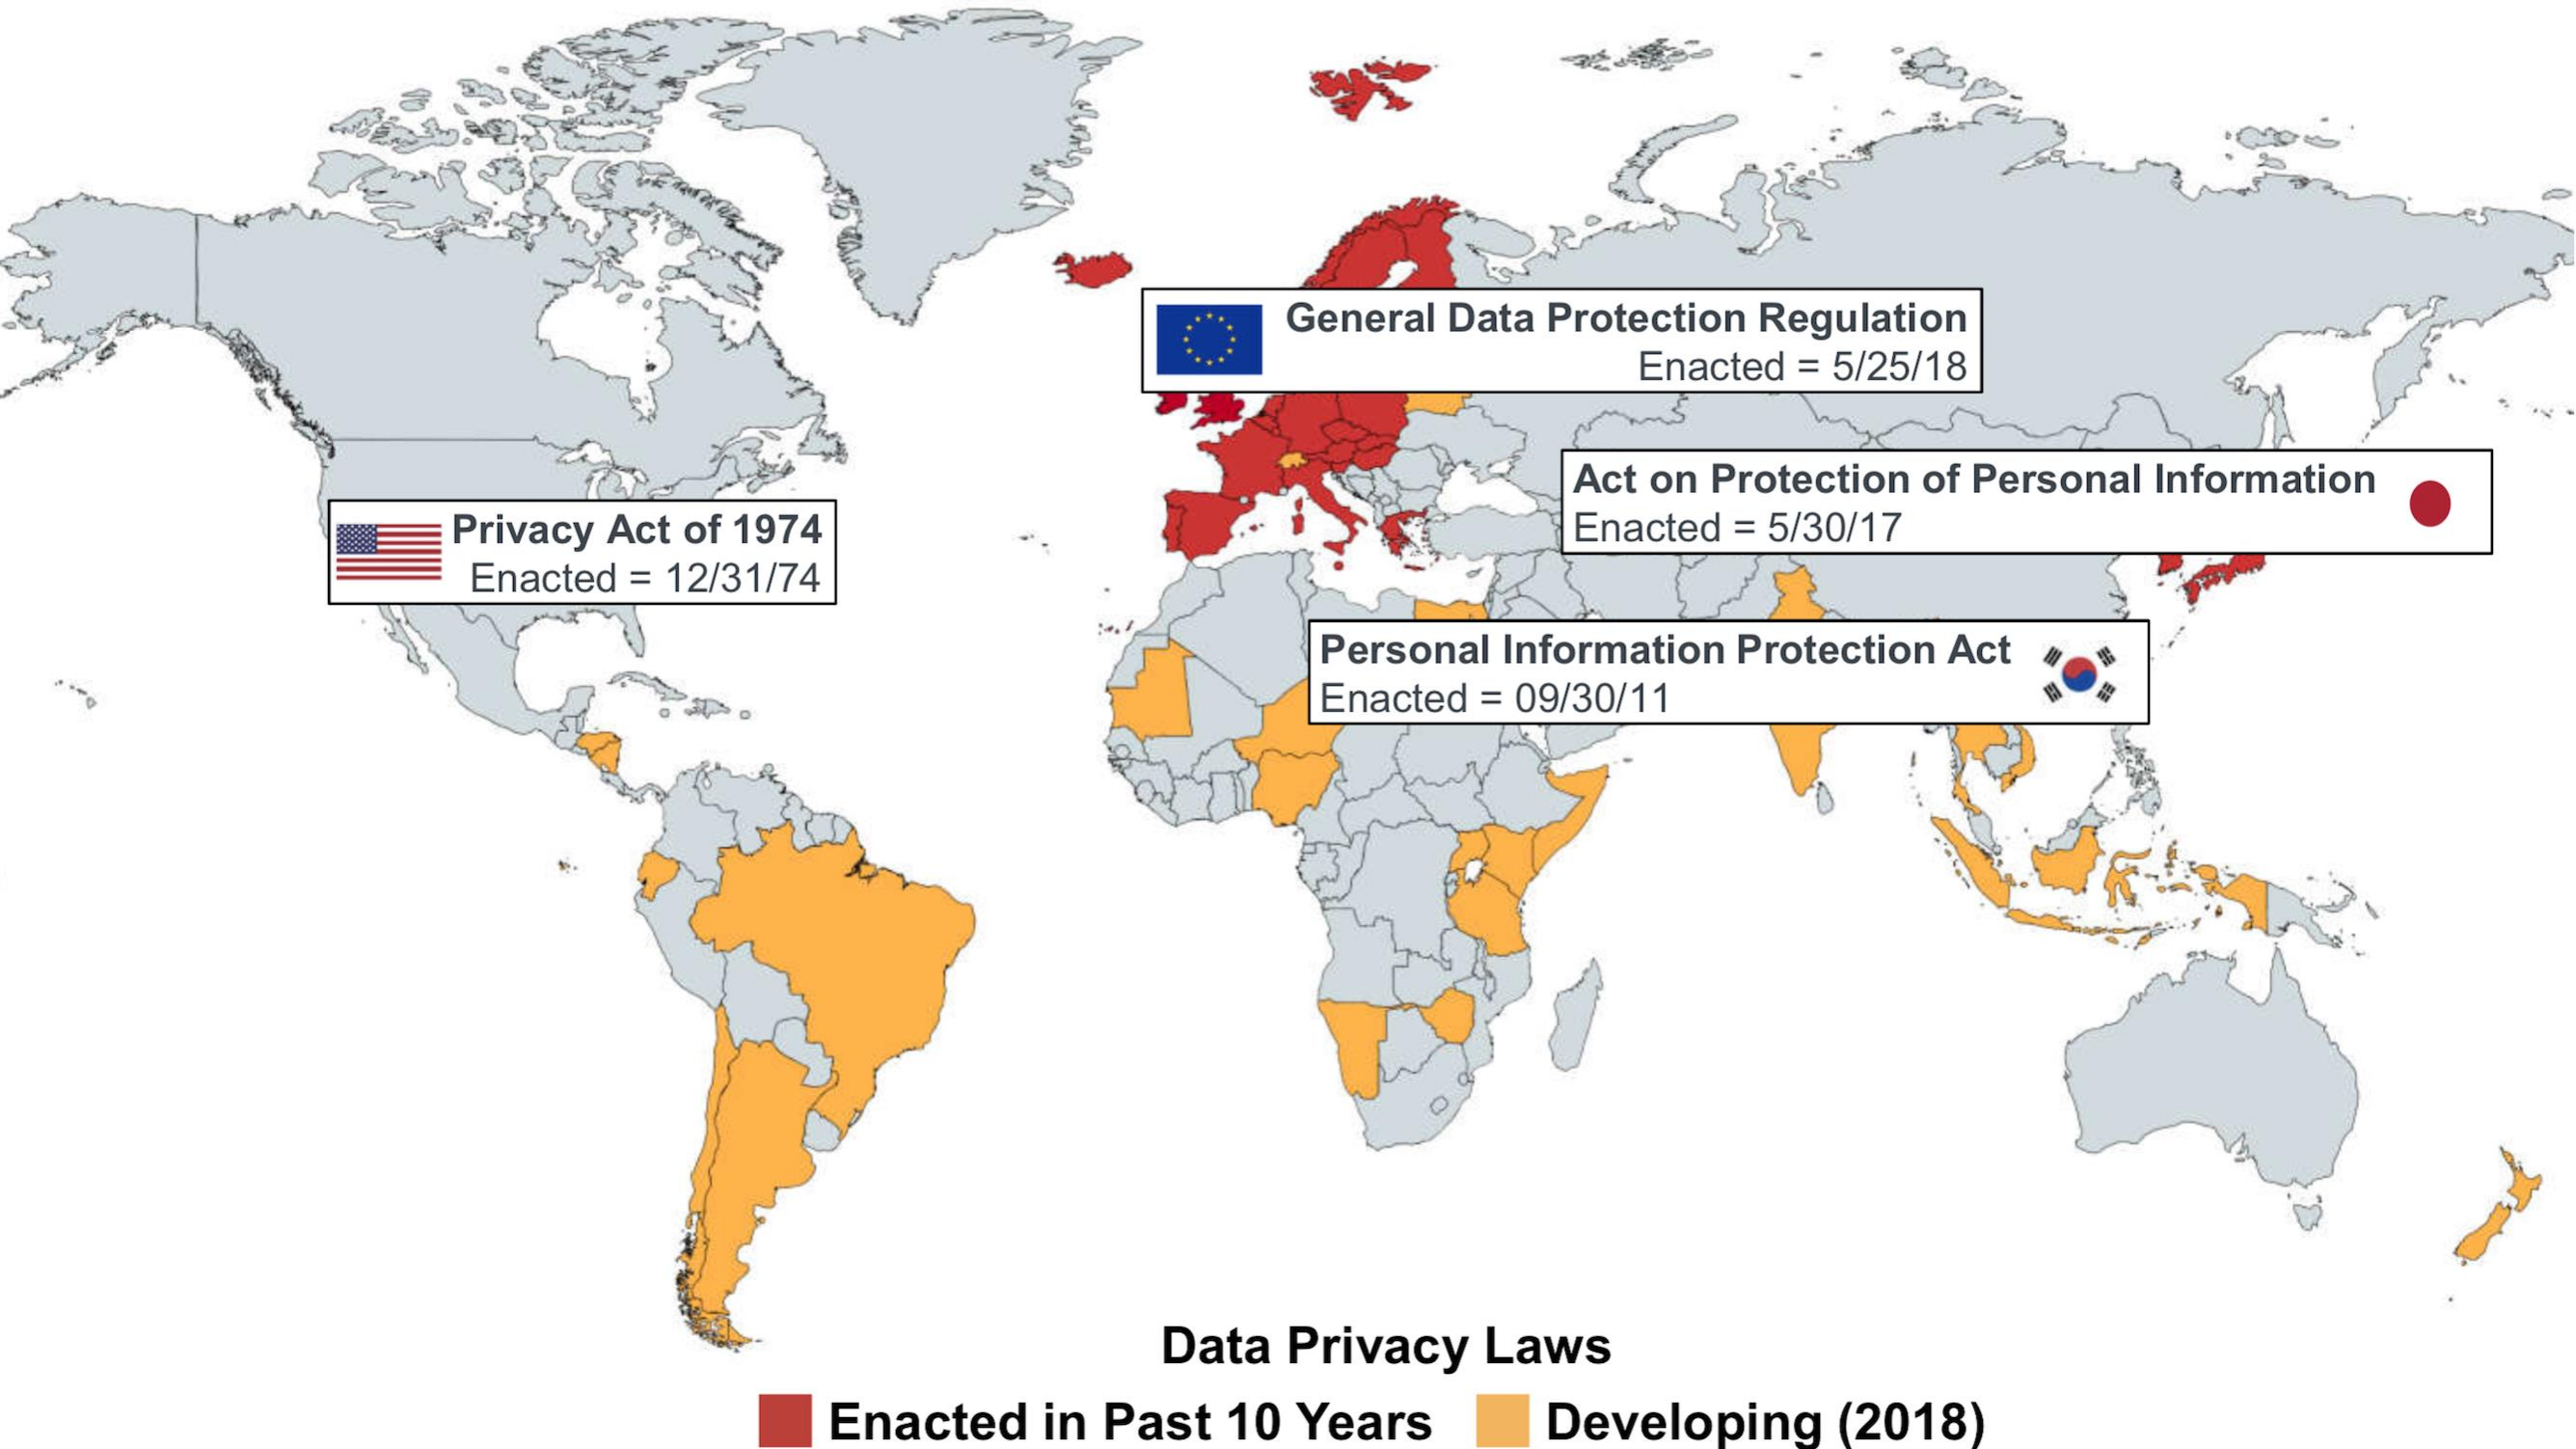 General Data Protection Regulation
Enacted = 5/25/18
Act on Protection of Personal Information
Enacted = 5/30/17
Privacy Act of 1974
Enacted = 12/31/74
Personal Information Protection Act
Enacted = 09/30/11
Data Privacy Laws
Enacted in Past 10 Years
Developing (2018)